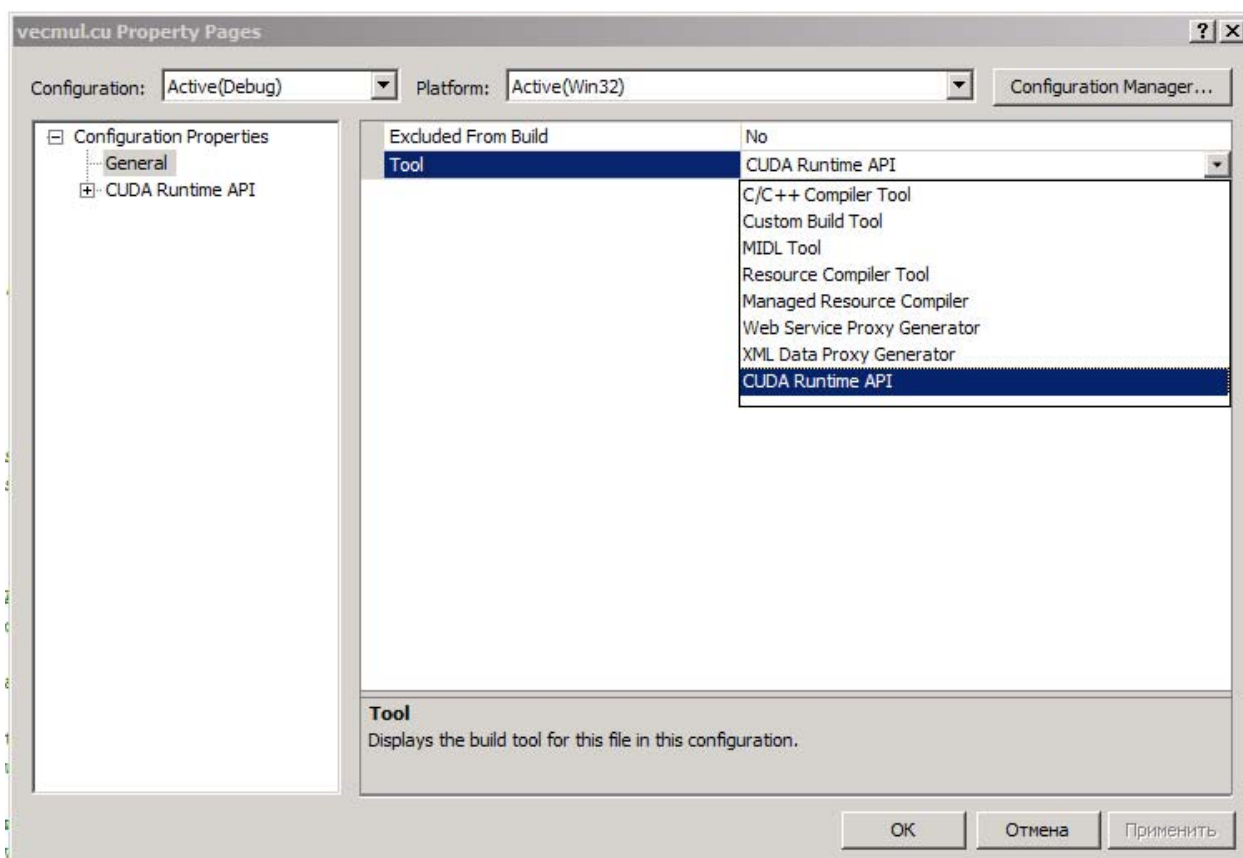 vecmul.cu Property Pages
Configuration: Active(Debug) Platform: Active(Win32) Configuration Manager...
Configuration Properties
General
CUDA Runtime API
Excluded From Build No
Tool CUDA Runtime API
C/C++ Compiler Tool
Custom Build Tool
MIDL Tool
Resource Compiler Tool
Managed Resource Compiler
Web Service Proxy Generator
XML Data Proxy Generator
CUDA Runtime API
Tool
Displays the build tool for this file in this configuration.
OK Отмена Применить